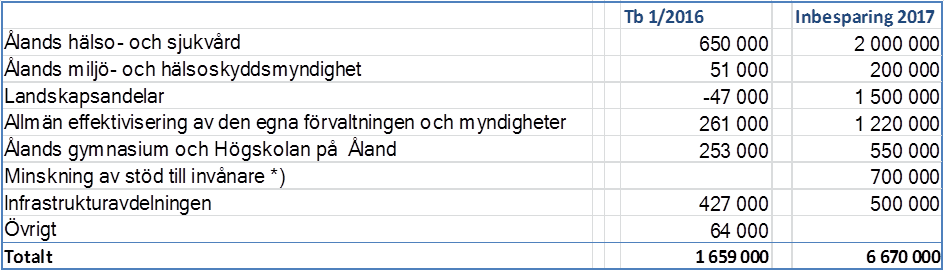 Tb 1/2016 Inbesparing 2017
Ålands hälso- och sjukvård 650 000 2 000 000
Ålands miljö- och hälsoskyddsmyndighet 51 000 200 000
Landskapsandelar -47 000 1 500 000
Allmän effektivisering av den egna förvaltningen och myndigheter 261 000 1 220 000
Ålands gymnasium och Högskolan på Åland 253 000 550 000
Minskning av stöd till invånare *) 700 000
Infrastrukturavdelningen 427 000 500 000
Övrigt 64 000
Totalt 1 659 000 6 670 000